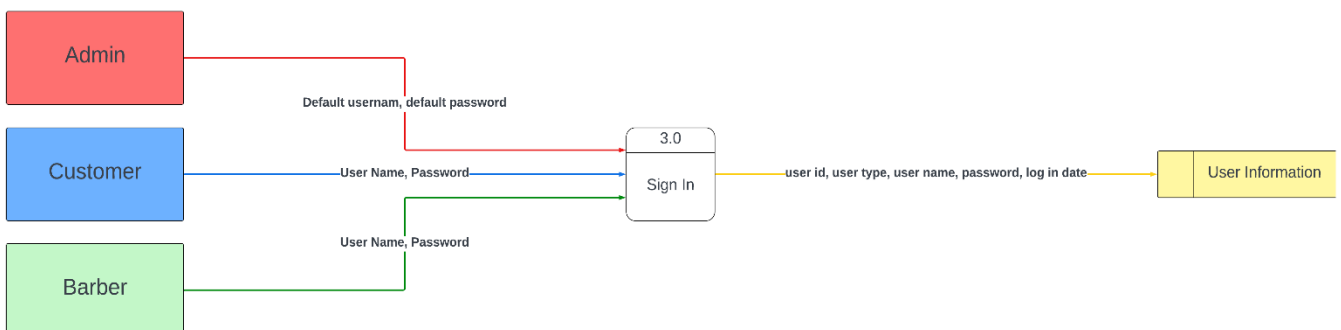 Admin
Default usernam, default password
Customer
User Name, Password
3.0
Sign In
user id, user type, user name, password, log in date
User Information
User Name, Password
Barber